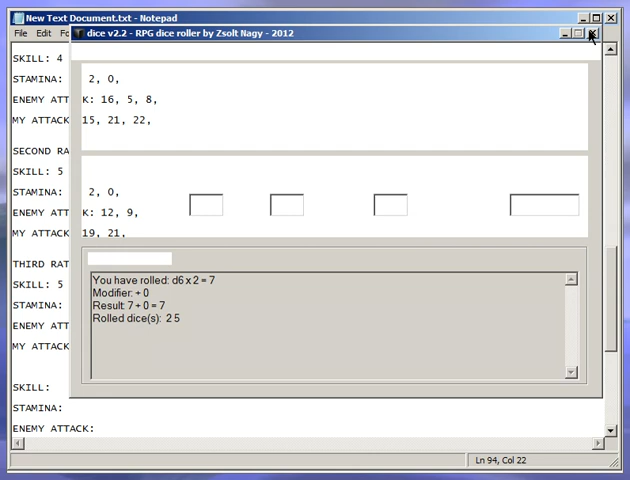 New Text Document.txt - Notepad
File Edit Fo
dice v2.2 - RPG dice roller by Zsolt Nagy - 2012
SKILL: 4
STAMINA: 2, 0,
ENEMY ATT K: 16, 5, 8,
MY ATTACK 15, 21, 22,
SECOND RA
SKILL: 5
STAMINA: 2, 0,
ENEMY ATT K: 12, 9,
MY ATTACK 19, 21,
THIRD RAT
SKILL: 5
STAMINA:
ENEMY ATT
MY ATTACK
You have rolled: d6 x 2 = 7
Modifier: + 0
Result: 7 + 0 = 7
Rolled dice(s): 2 5
SKILL:
STAMINA:
ENEMY ATTACK:
Ln 94, Col 22